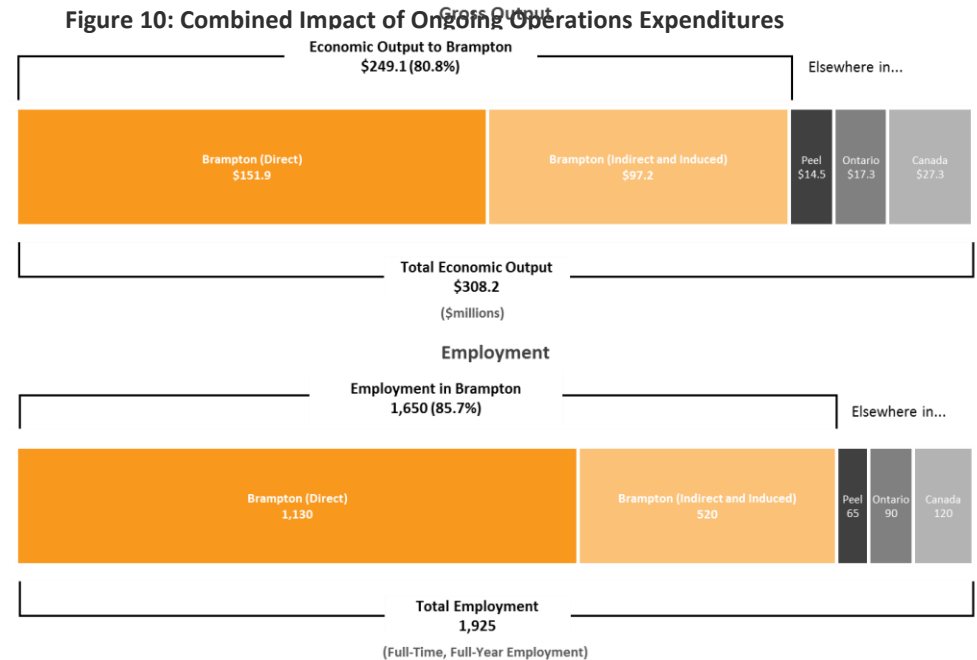 Figure 10: Combined Impact of Ongoing Operations Expenditures
Gross Output
Economic Output to Brampton
$249.1 (80.8%)
Elsewhere in...
Brampton (Direct)
$151.9
Brampton (Indirect and Induced)
$97.2
Peel
$14.5
Ontario
$17.3
Canada
$27.3
Total Economic Output
$308.2
($millions)
Employment
Employment in Brampton
1,650 (85.7%)
Elsewhere in...
Brampton (Direct)
1,130
Brampton (Indirect and Induced)
520
Peel
65
Ontario
90
Canada
120
Total Employment
1,925
(Full-Time, Full-Year Employment)